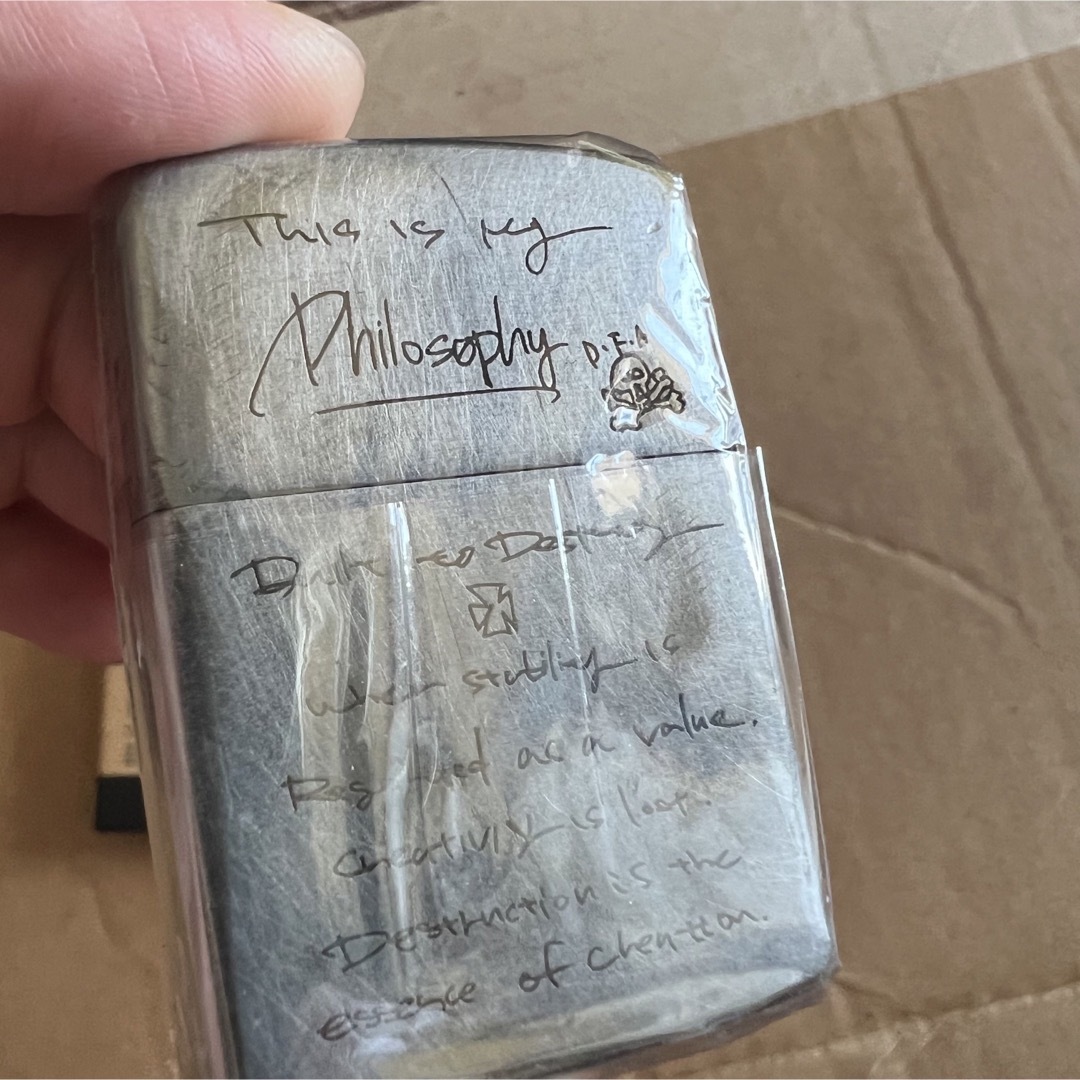 This is my
Philosophy D.F.A
Destiny
when stability is
Regarded as a value.
Creativity is lost.
Destruction is the
essence of creation.